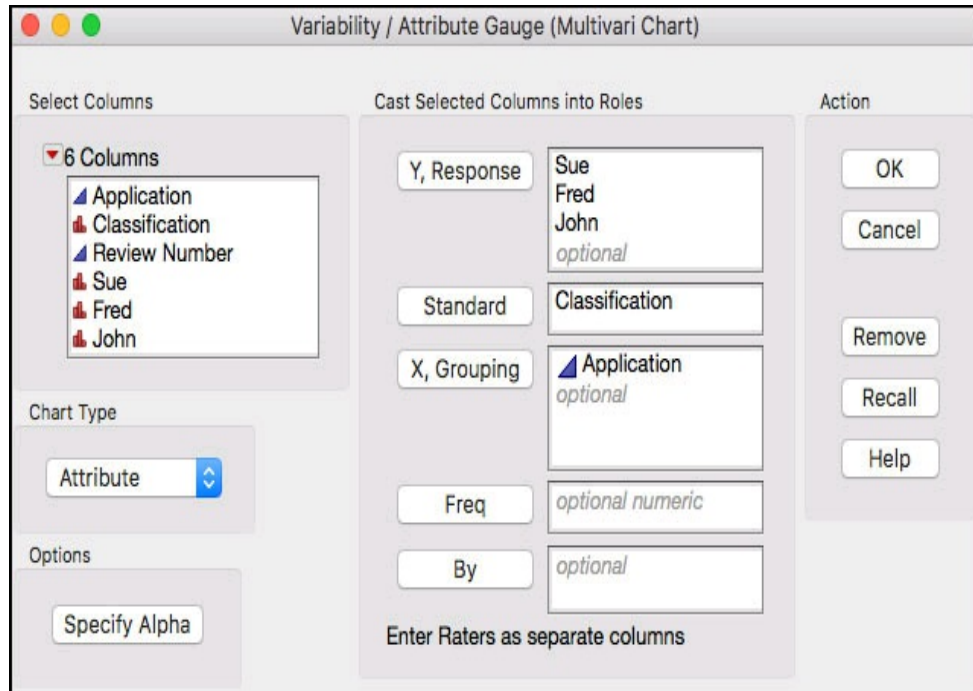 Variability / Attribute Gauge (Multivari Chart)
Select Columns
6 Columns
Application
Classification
Review Number
Sue
Fred
John
Chart Type
Attribute
Options
Specify Alpha
Cast Selected Columns into Roles
Y, Response
Sue
Fred
John
optional
Standard
Classification
X, Grouping
Application
optional
Freq
optional numeric
By
optional
Enter Raters as separate columns
Action
OK
Cancel
Remove
Recall
Help